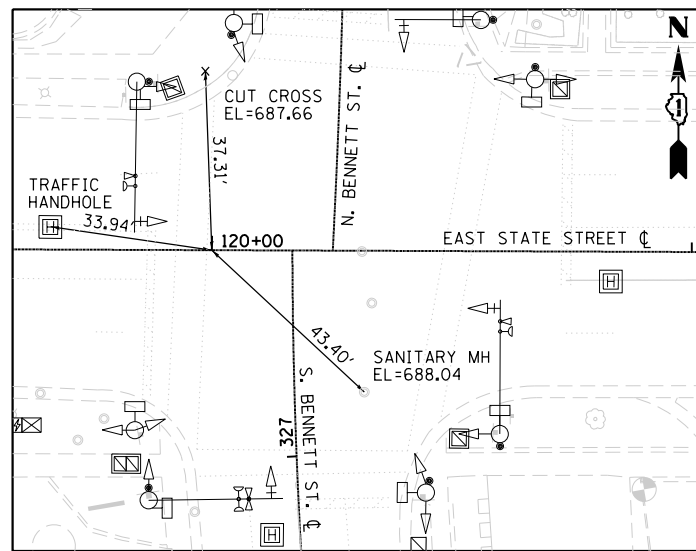 N
CUT CROSS
EL=687.66
N. BENNETT ST. ℄
1
37.31'
TRAFFIC
HANDHOLE
33.94'
H
120+00
EAST STATE STREET ℄
H
43.40'
SANITARY MH
EL=688.04
S. BENNETT ST. ℄
327
H